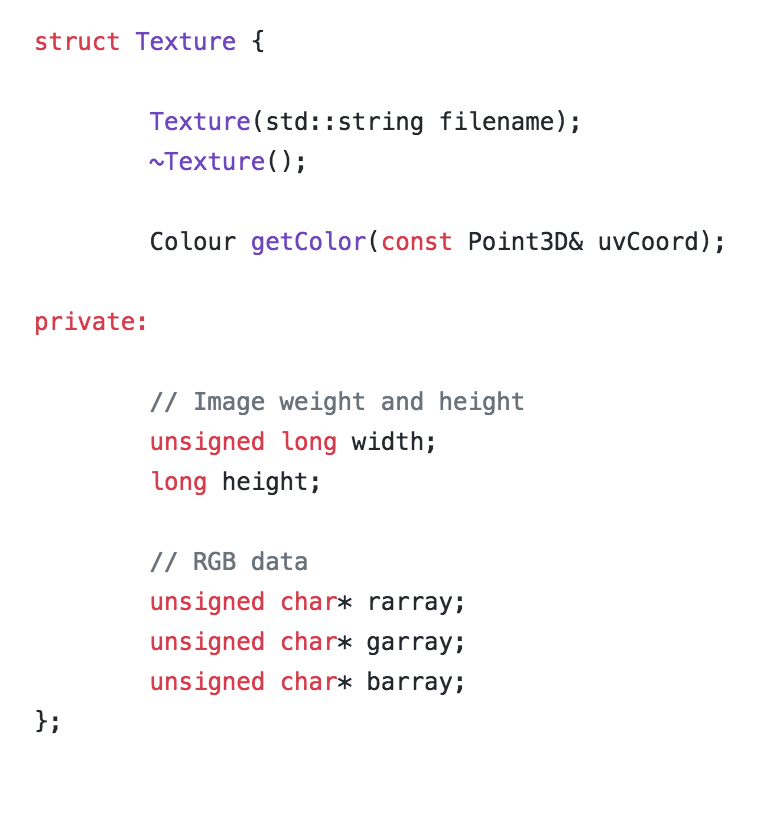 struct Texture {
Texture(std::string filename);
~Texture();
Colour getColor(const Point3D& uvCoord);
private:
// Image weight and height
unsigned long width;
long height;
// RGB data
unsigned char* rarray;
unsigned char* garray;
unsigned char* barray;
};